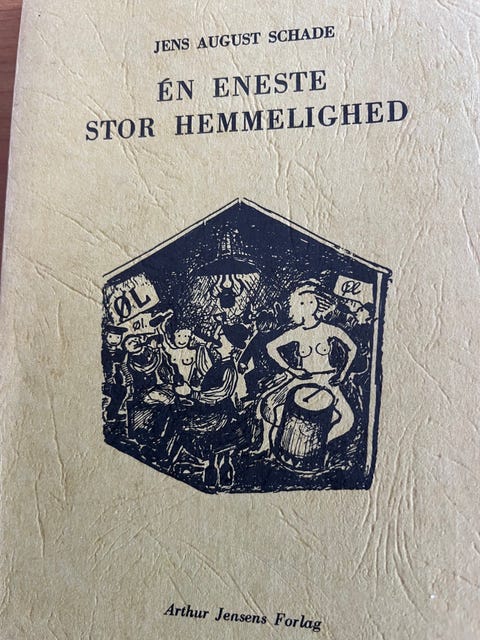 JENS AUGUST SCHADE
ÉN ENESTE
STOR HEMMELIGHED
ØL
ØL
ØL
Arthur Jensens Forlag